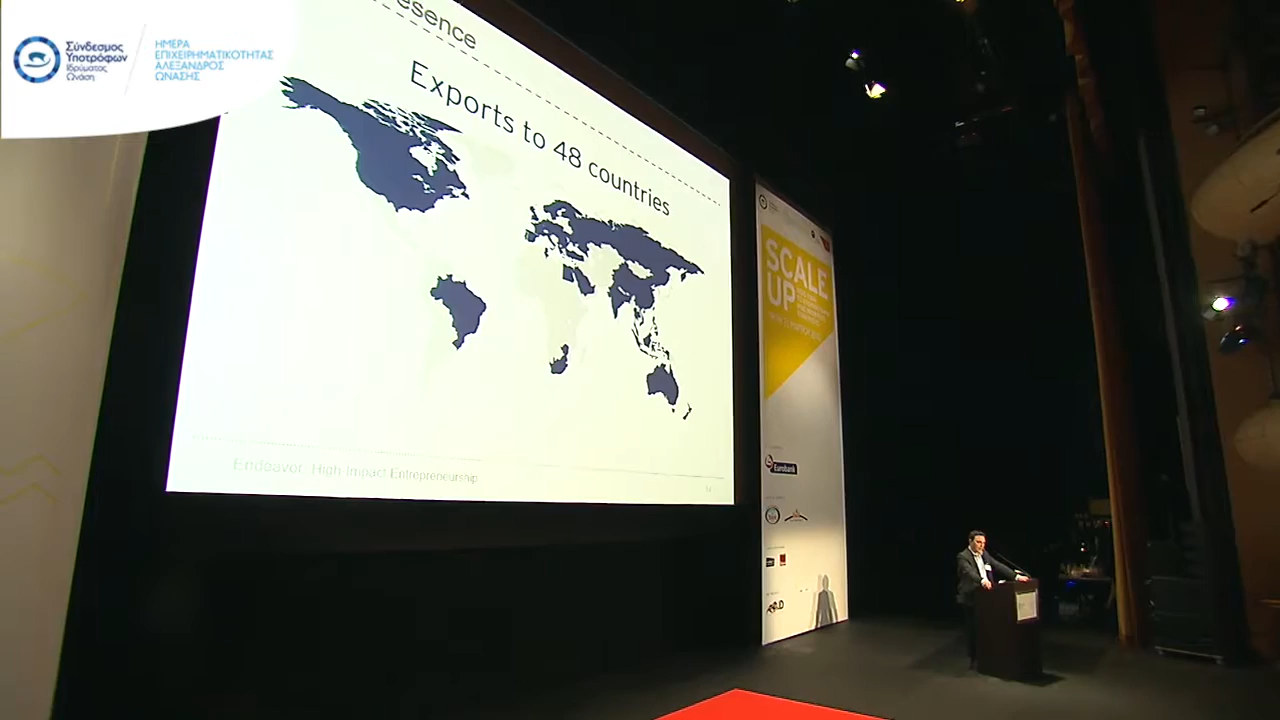 Σύνδεσμος
Υποτρόφων
Ιδρύματος
Ωνάση
ΗΜΕΡΑ
ΕΠΙΧΕΙΡΗΜΑΤΙΚΟΤΗΤΑΣ
ΑΛΕΞΑΝΔΡΟΣ
ΩΝΑΣΗΣ
esence
Exports to 48 countries
Endeavor: High-Impact Entrepreneurship
SCALE
UP
Eurobank